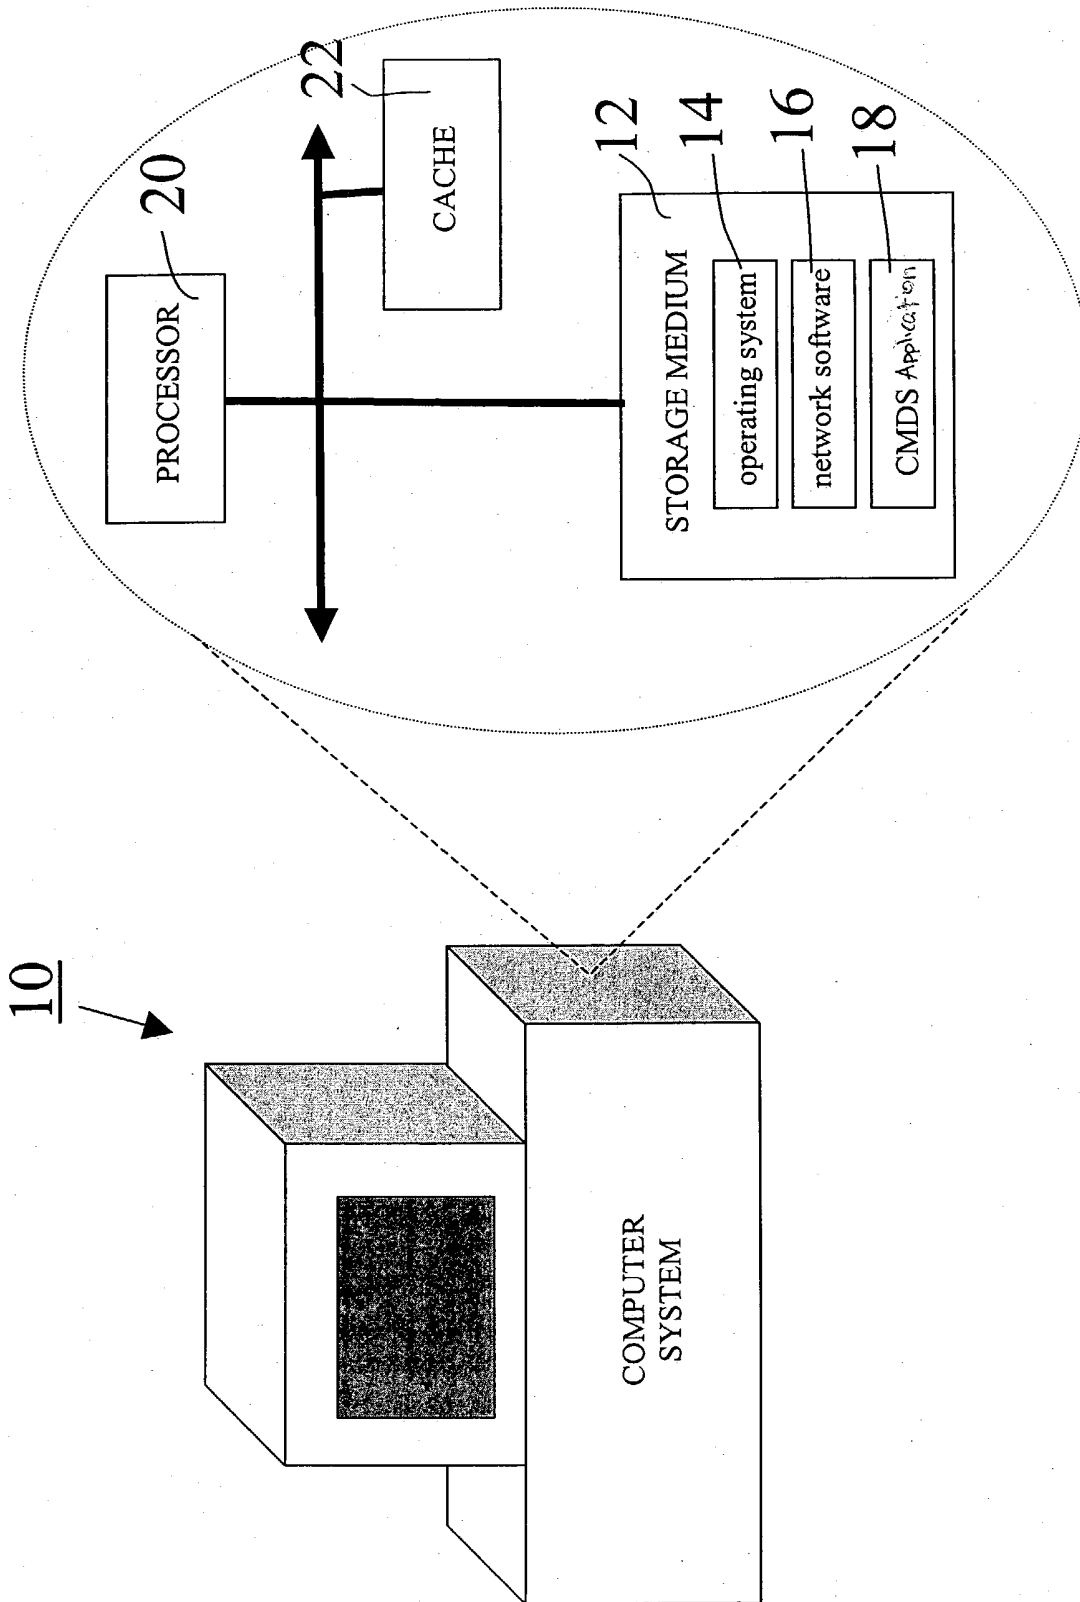 10
COMPUTER
SYSTEM
PROCESSOR
20
22
CACHE
STORAGE MEDIUM
12
operating system
14
network software
16
CMDS Application
18